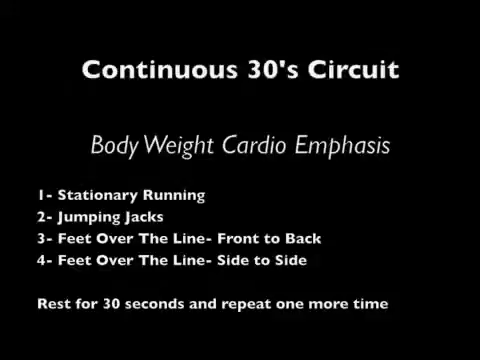 Continuous 30's Circuit
Body Weight Cardio Emphasis
1- Stationary Running
2- Jumping Jacks
3- Feet Over The Line- Front to Back
4- Feet Over The Line- Side to Side
Rest for 30 seconds and repeat one more time